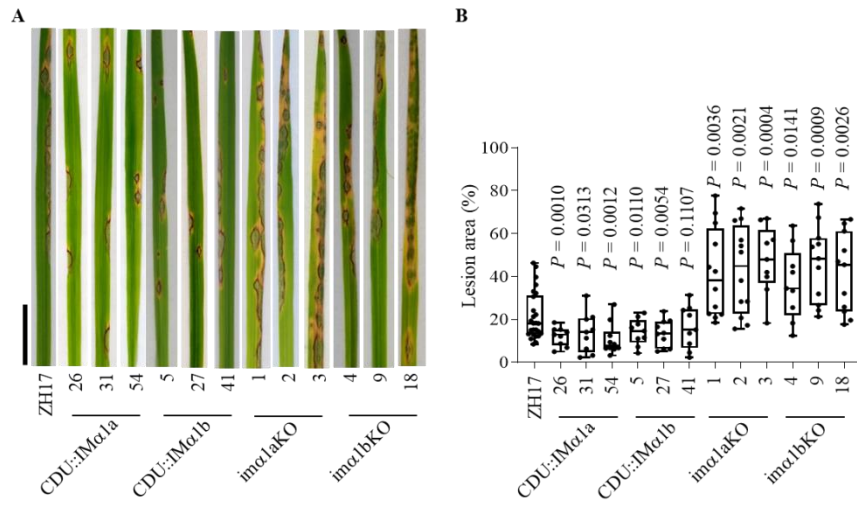 A
ZH17
26
31
54
5
27
41
1
2
3
4
9
18
CDU::IMα1a
CDU::IMα1b
imα1aKO
imα1bKO
B
Lesion area (%)
100
80
60
40
20
0
P = 0.0010
P = 0.0313
P = 0.0012
P = 0.0110
P = 0.0054
P = 0.1107
P = 0.0036
P = 0.0021
P = 0.0004
P = 0.0141
P = 0.0009
P = 0.0026
ZH17
26
31
54
5
27
41
1
2
3
4
9
18
CDU::IMα1a
CDU::IMα1b
imα1aKO
imα1bKO